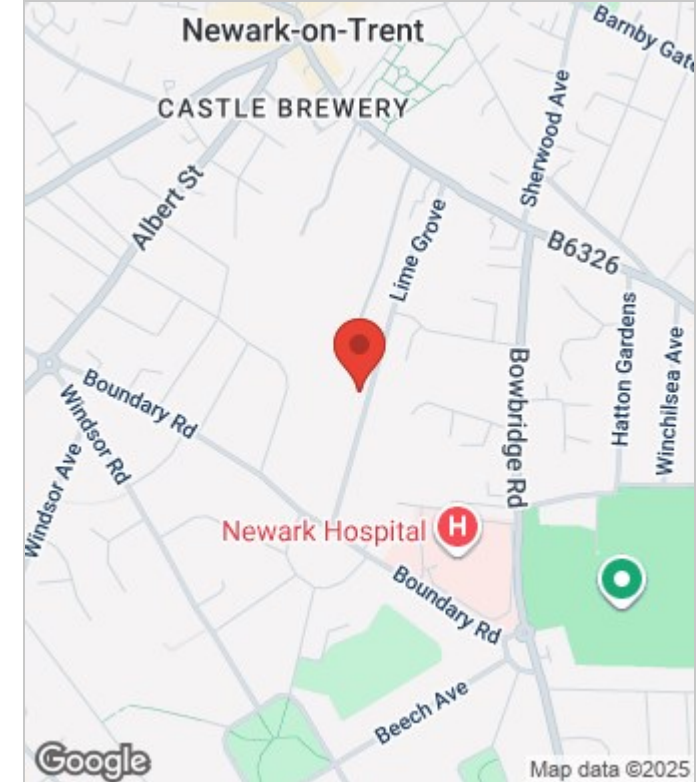 Newark-on-Trent
Barnby Gate
CASTLE BREWERY
Sherwood Ave
Albert St
Lime Grove
B6326
Hatton Gardens
Winchilsea Ave
Bowbridge Rd
Boundary Rd
Windsor Rd
Windsor Ave
Newark Hospital
H
Boundary Rd
Beech Ave
Google
Map data ©2025